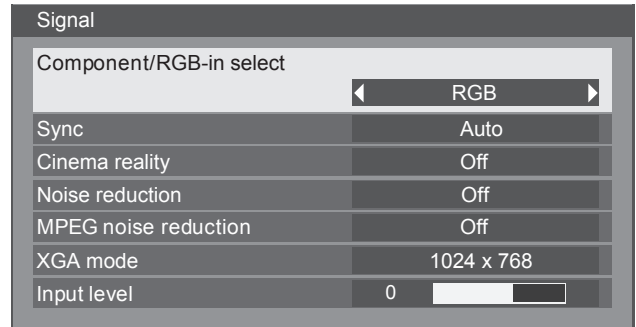 Signal
Component/RGB-in select
RGB
Sync Auto
Cinema reality Off
Noise reduction Off
MPEG noise reduction Off
XGA mode 1024 x 768
Input level 0